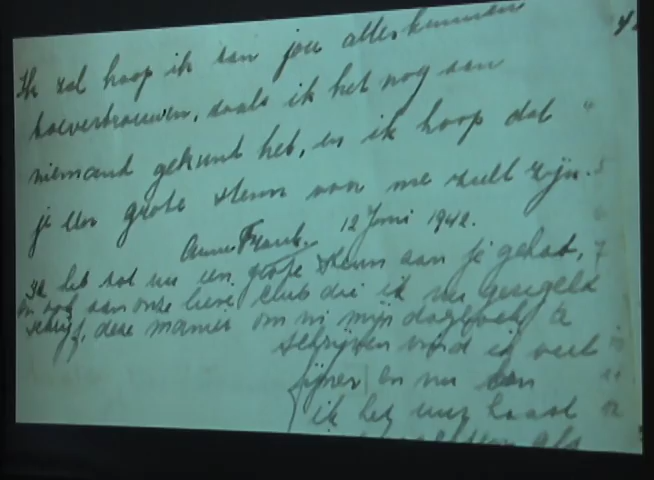 Ik zal hoop ik aan jou alles kunnen
toevertrouwen, zoals ik het nog aan
niemand gekund heb, en ik hoop dat
je een grote steun van me zult zijn.
Anne Frank. 12 Juni 1942.
Ik heb tot nu een grote steun aan je gehad,
en ook aan onze lieve club die ik nu geregeld
schrijf, deze manier om in mijn dagboek te
schrijven vind ik veel
fijner en nu kan
ik het uur haast
als